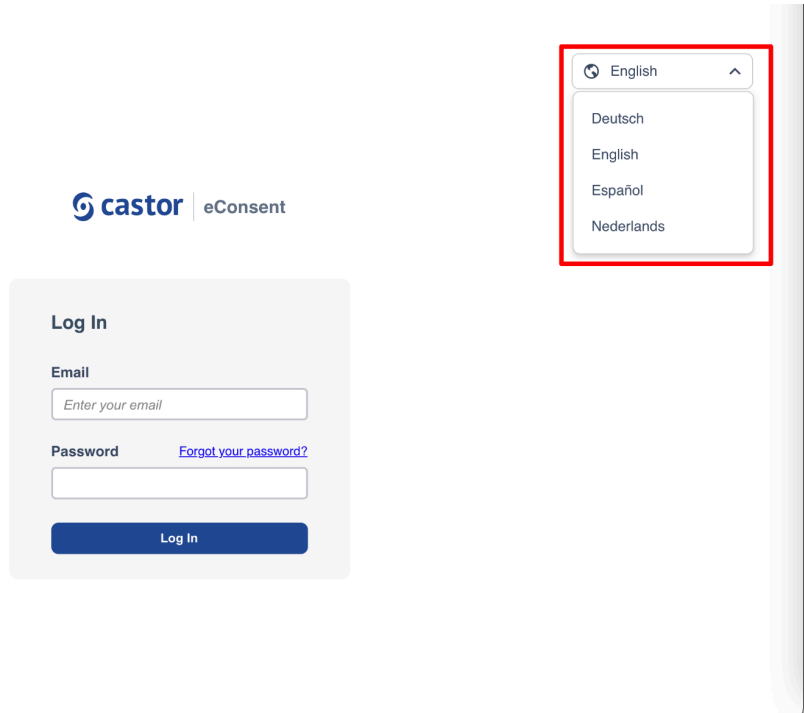 English
Deutsch
English
Español
Nederlands
castor eConsent
Log In
Email
Enter your email
Password Forgot your password?
Log In